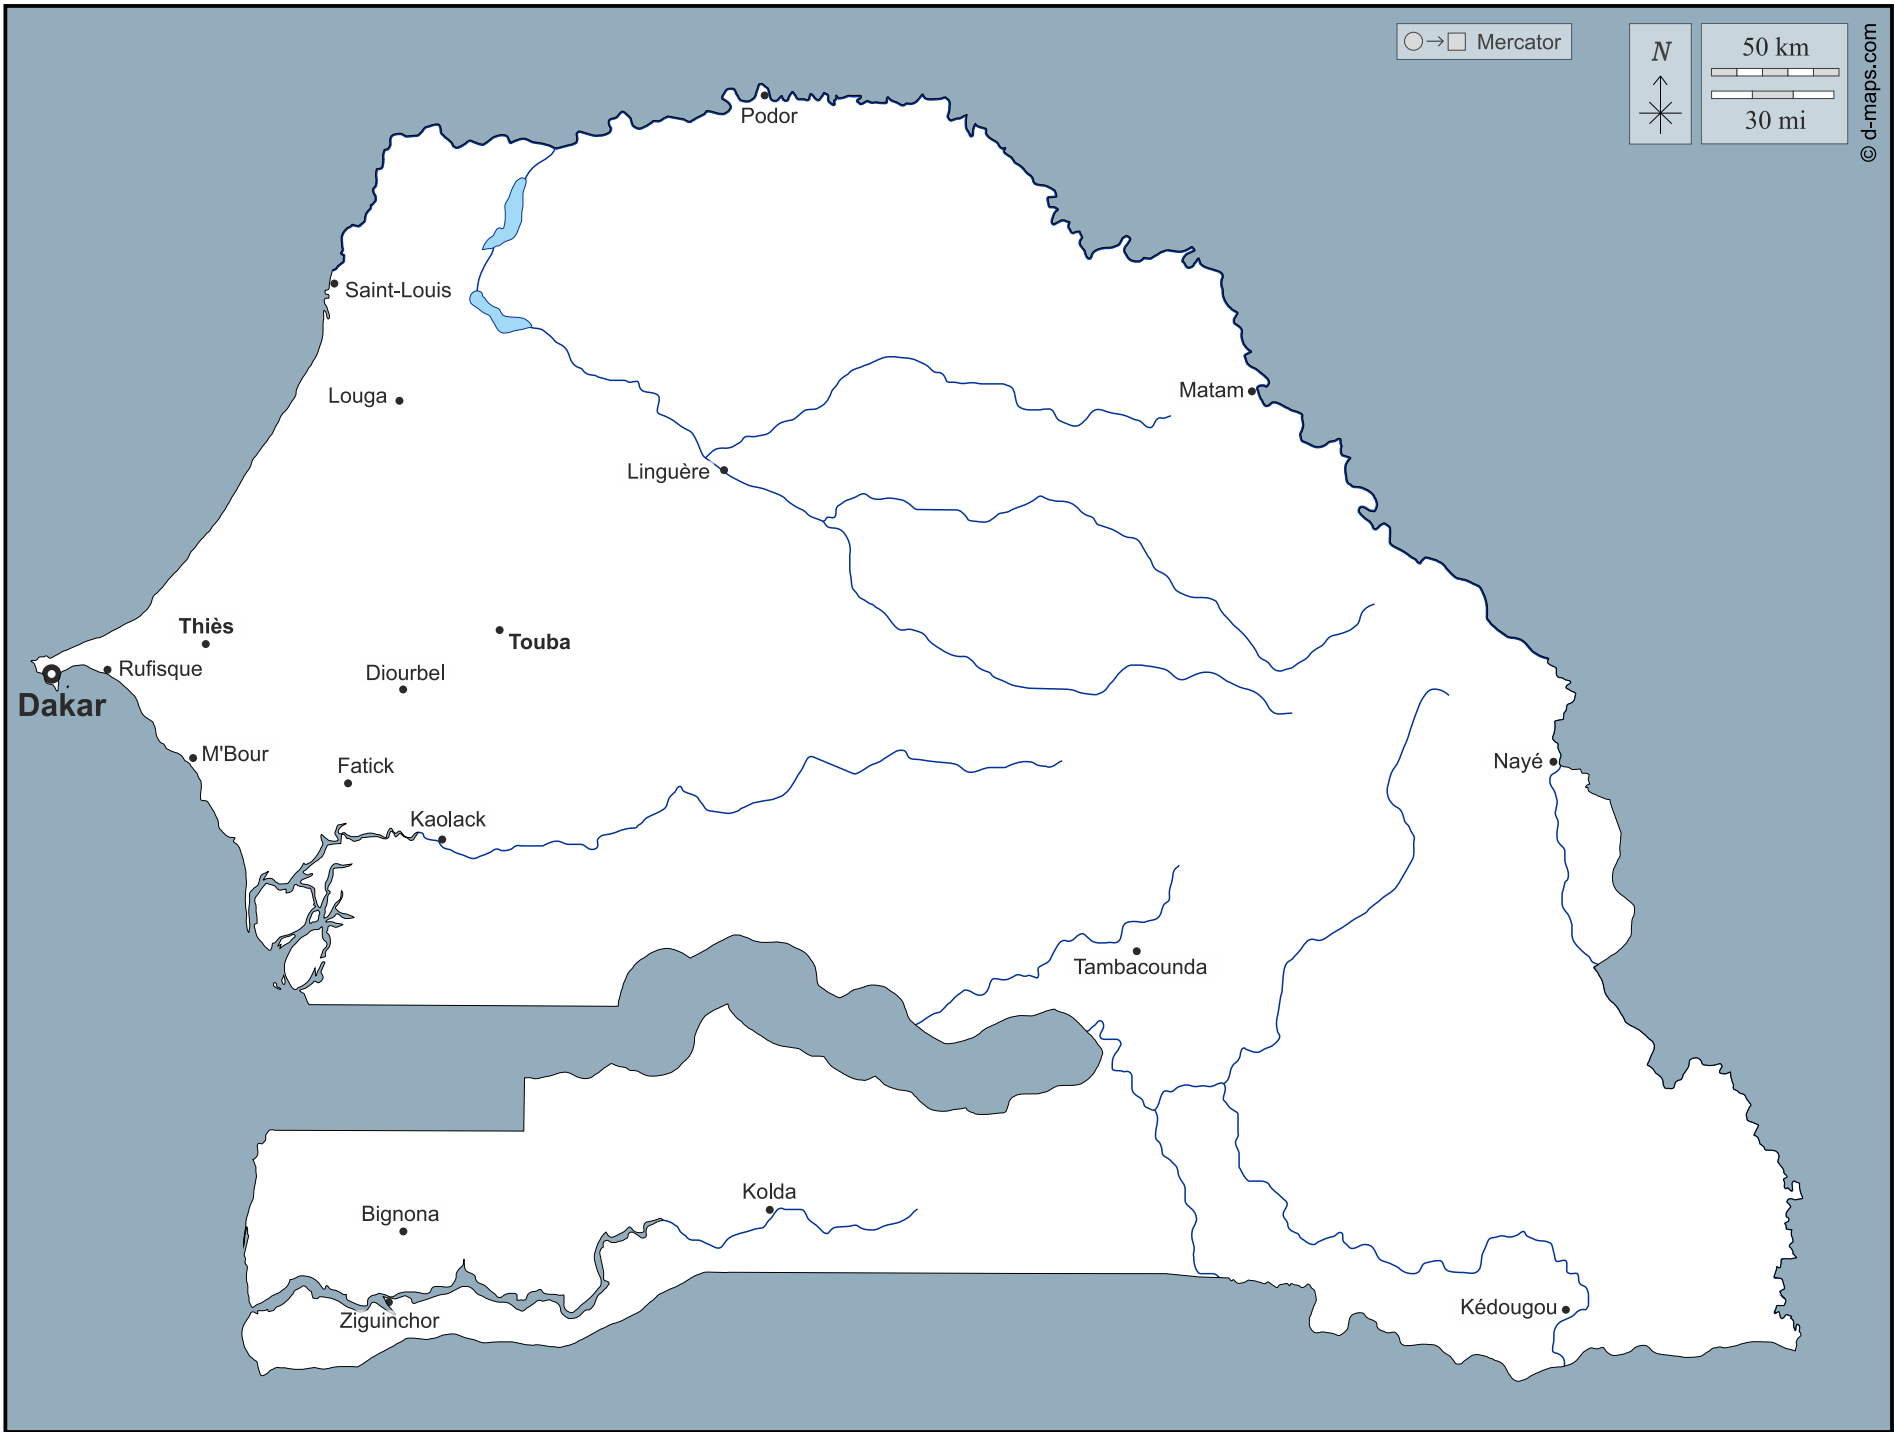 Mercator
N
50 km
30 mi
© d-maps.com
Podor
Saint-Louis
Louga
Matam
Linguère
Thiès
Touba
Rufisque
Diourbel
Dakar
M'Bour
Nayé
Fatick
Kaolack
Tambacounda
Kolda
Bignona
Kédougou
Ziguinchor